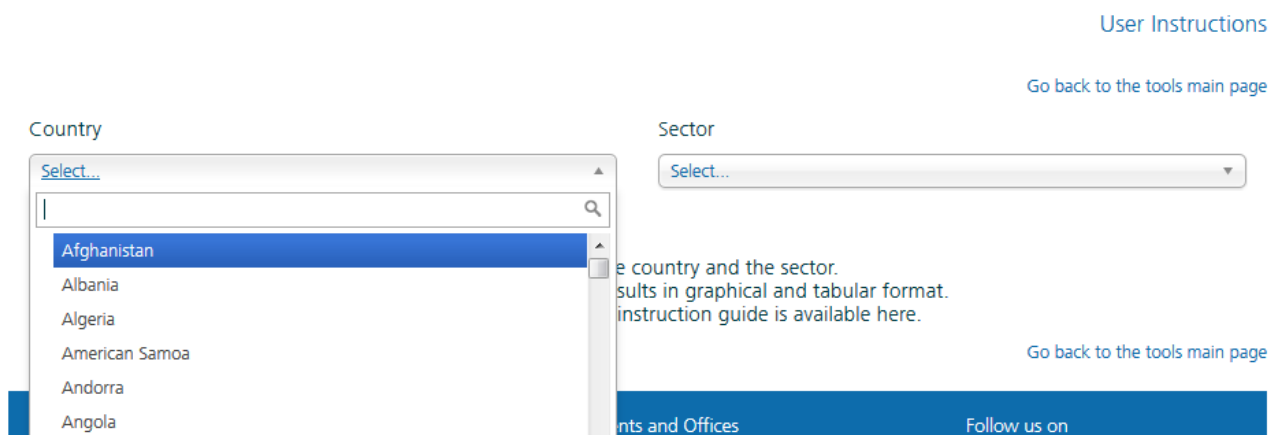 User Instructions
Go back to the tools main page
Country
Sector
Select...
Select...
Afghanistan
Albania
Algeria
American Samoa
Andorra
Angola
e country and the sector.
sults in graphical and tabular format.
instruction guide is available here.
Go back to the tools main page
nts and Offices
Follow us on